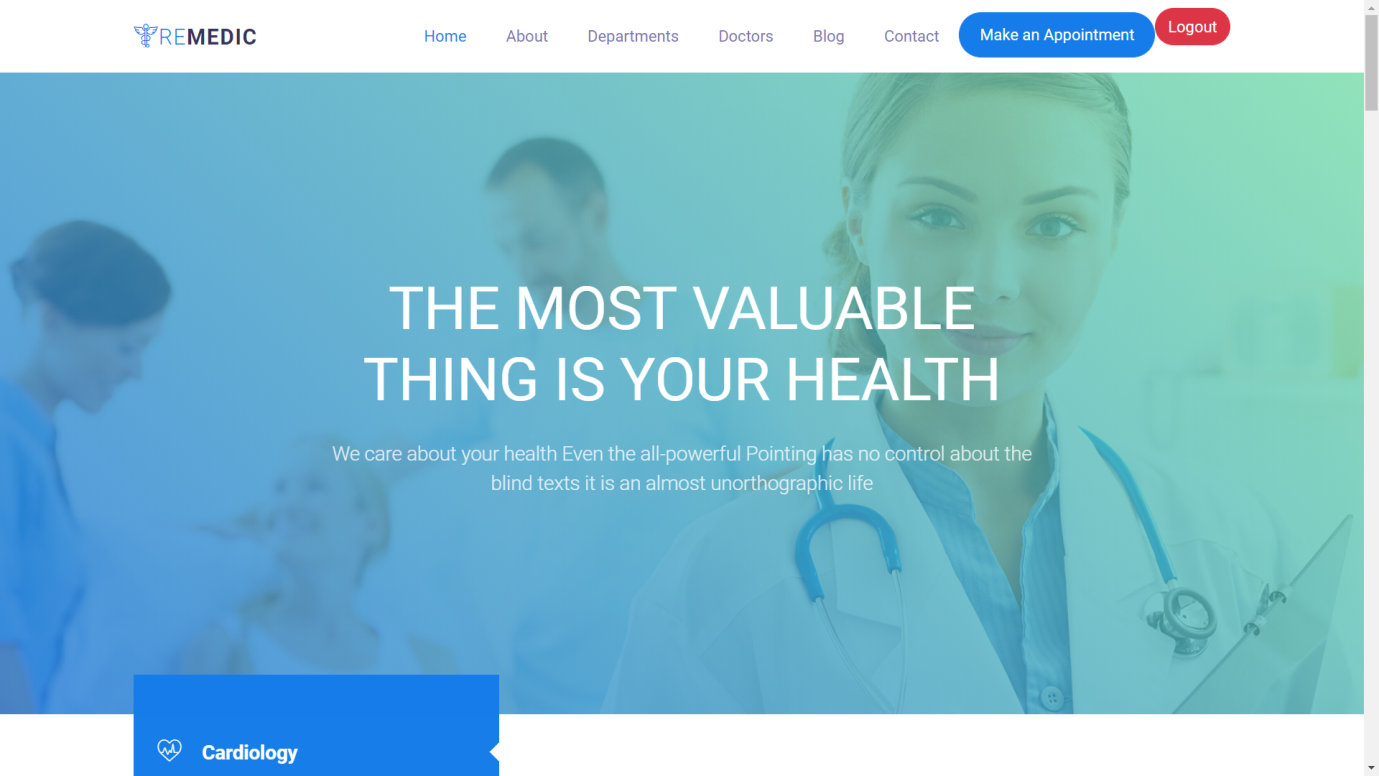 REMEDIC
Home About Departments Doctors Blog Contact Make an Appointment Logout
THE MOST VALUABLE
THING IS YOUR HEALTH
We care about your health Even the all-powerful Pointing has no control about the
blind texts it is an almost unorthographic life
Cardiology